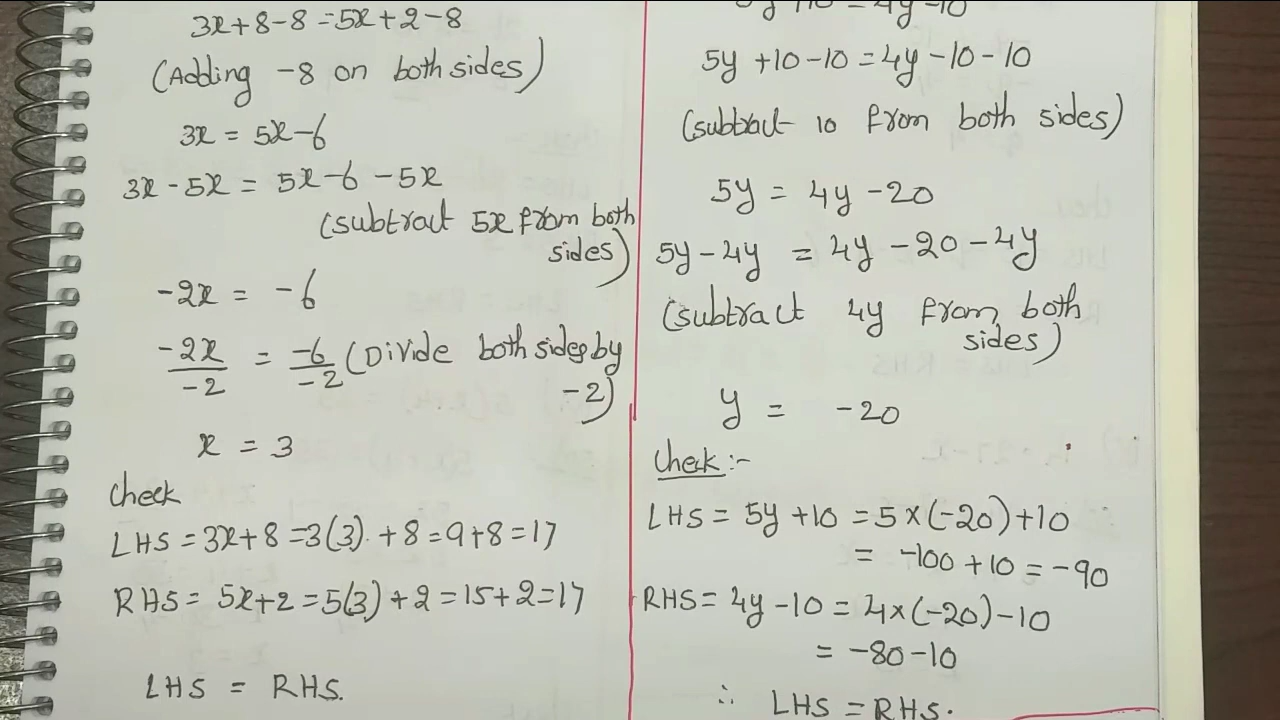 3x+8-8=5x+2-8
(Adding -8 on both sides)
3x = 5x-6
3x-5x = 5x-6-5x
(subtract 5x from both
sides)
-2x = -6
-2x/-2 = -6/-2 (Divide both sides by
-2)
x = 3
check
LHS = 3x+8 = 3(3) + 8 = 9+8 = 17
RHS = 5x+2 = 5(3) + 2 = 15+2 = 17
LHS = RHS.
5y +10-10 = 4y -10-10
(subtract 10 from both sides)
5y = 4y -20
5y-4y = 4y -20-4y
(subtract 4y from both
sides)
y = -20
check:-
LHS = 5y +10 = 5×(-20)+10
= -100+10 = -90
RHS = 4y -10 = 4×(-20)-10
= -80-10
∴ LHS = RHS.